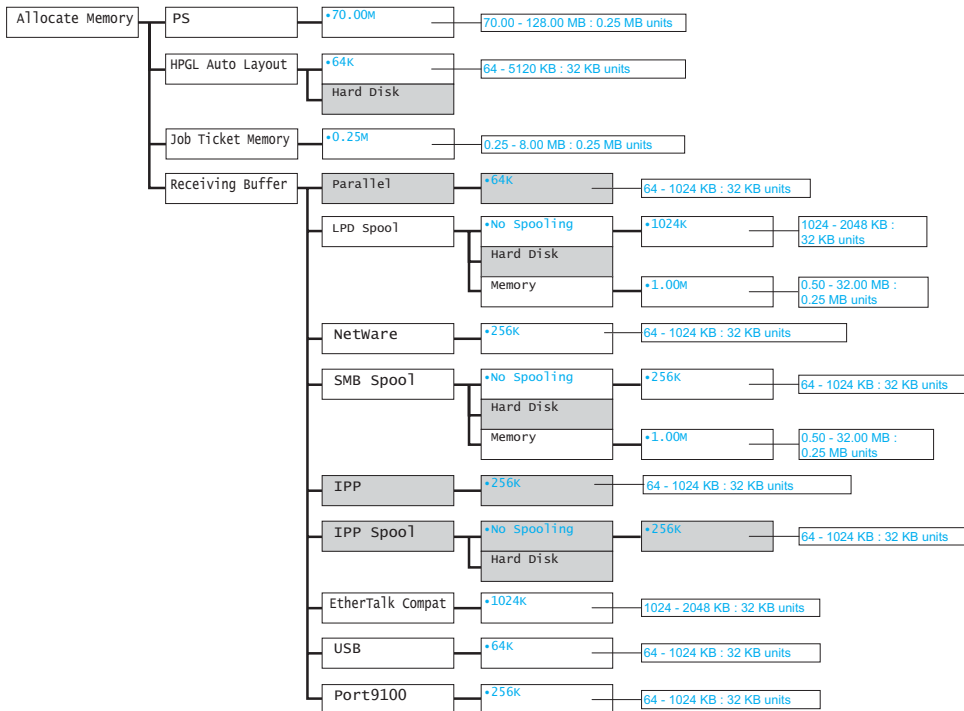 Allocate Memory
PS
•70.00M
70.00 - 128.00 MB : 0.25 MB units
HPGL Auto Layout
•64K
64 - 5120 KB : 32 KB units
Hard Disk
Job Ticket Memory
•0.25M
0.25 - 8.00 MB : 0.25 MB units
Receiving Buffer
Parallel
•64K
64 - 1024 KB : 32 KB units
LPD Spool
•No Spooling
•1024K
1024 - 2048 KB :
32 KB units
Hard Disk
Memory
•1.00M
0.50 - 32.00 MB :
0.25 MB units
NetWare
•256K
64 - 1024 KB : 32 KB units
SMB Spool
•No Spooling
•256K
64 - 1024 KB : 32 KB units
Hard Disk
Memory
•1.00M
0.50 - 32.00 MB :
0.25 MB units
IPP
•256K
64 - 1024 KB : 32 KB units
IPP Spool
•No Spooling
•256K
64 - 1024 KB : 32 KB units
Hard Disk
EtherTalk Compat
•1024K
1024 - 2048 KB : 32 KB units
USB
•64K
64 - 1024 KB : 32 KB units
Port9100
•256K
64 - 1024 KB : 32 KB units